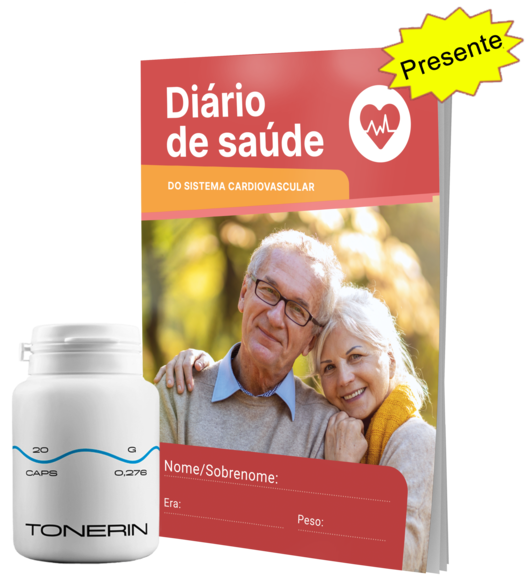 Presente
Diário
de saúde
DO SISTEMA CARDIOVASCULAR
Nome/Sobrenome:
Era:
Peso:
20 G
CAPS 0,276
TONERIN